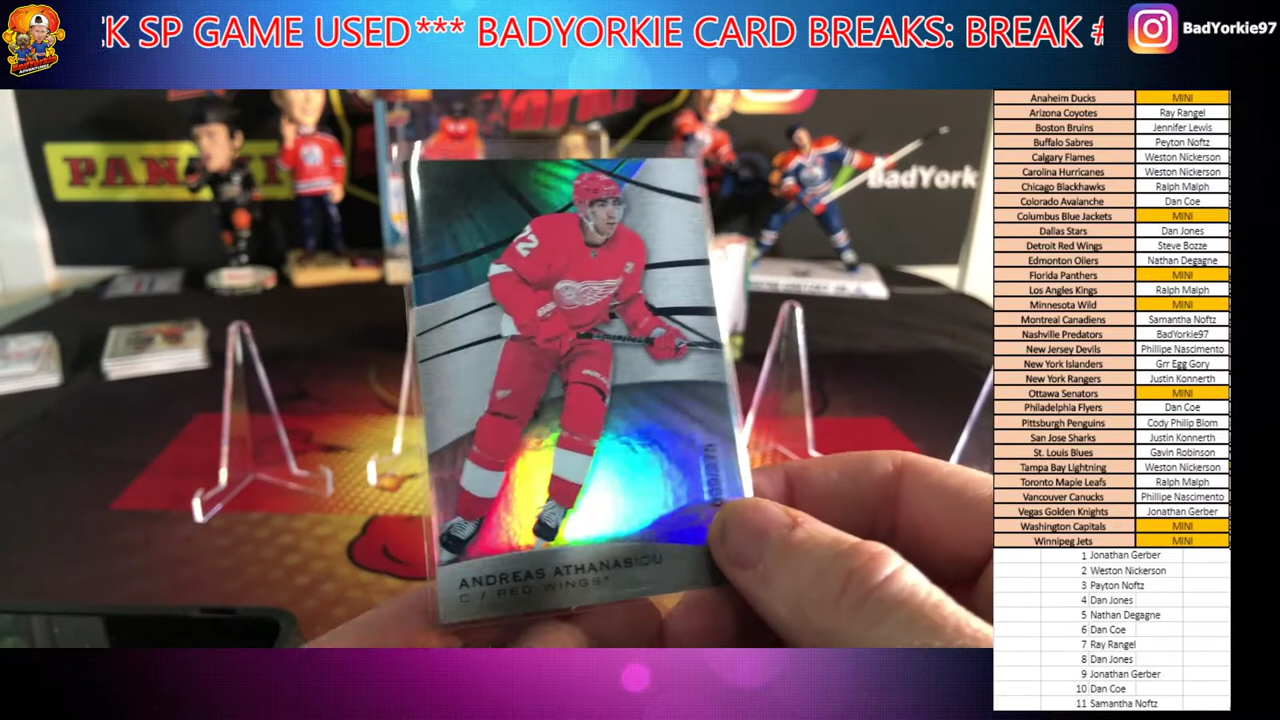 K SP GAME USED*** BADYORKIE CARD BREAKS: BREAK #
BadYorkie97
PANINI
BadYork
72
ANDREAS ATHANASIOU
C / RED WINGS
Anaheim Ducks MINI
Arizona Coyotes Ray Rangel
Boston Bruins Jennifer Lewis
Buffalo Sabres Peyton Noftz
Calgary Flames Weston Nickerson
Carolina Hurricanes Weston Nickerson
Chicago Blackhawks Ralph Malph
Colorado Avalanche Dan Coe
Columbus Blue Jackets MINI
Dallas Stars Dan Jones
Detroit Red Wings Steve Bozze
Edmonton Oilers Nathan Degagne
Florida Panthers MINI
Los Angles Kings Ralph Malph
Minnesota Wild MINI
Montreal Canadiens Samantha Noftz
Nashville Predators BadYorkie97
New Jersey Devils Phillipe Nascimento
New York Islanders Grr Egg Gory
New York Rangers Justin Konnerth
Ottawa Senators MINI
Philadelphia Flyers Dan Coe
Pittsburgh Penguins Cody Philip Blom
San Jose Sharks Justin Konnerth
St. Louis Blues Gavin Robinson
Tampa Bay Lightning Weston Nickerson
Toronto Maple Leafs Ralph Malph
Vancouver Canucks Phillipe Nascimento
Vegas Golden Knights Jonathan Gerber
Washington Capitals MINI
Winnipeg Jets MINI
1 Jonathan Gerber
2 Weston Nickerson
3 Payton Noftz
4 Dan Jones
5 Nathan Degagne
6 Dan Coe
7 Ray Rangel
8 Dan Jones
9 Jonathan Gerber
10 Dan Coe
11 Samantha Noftz